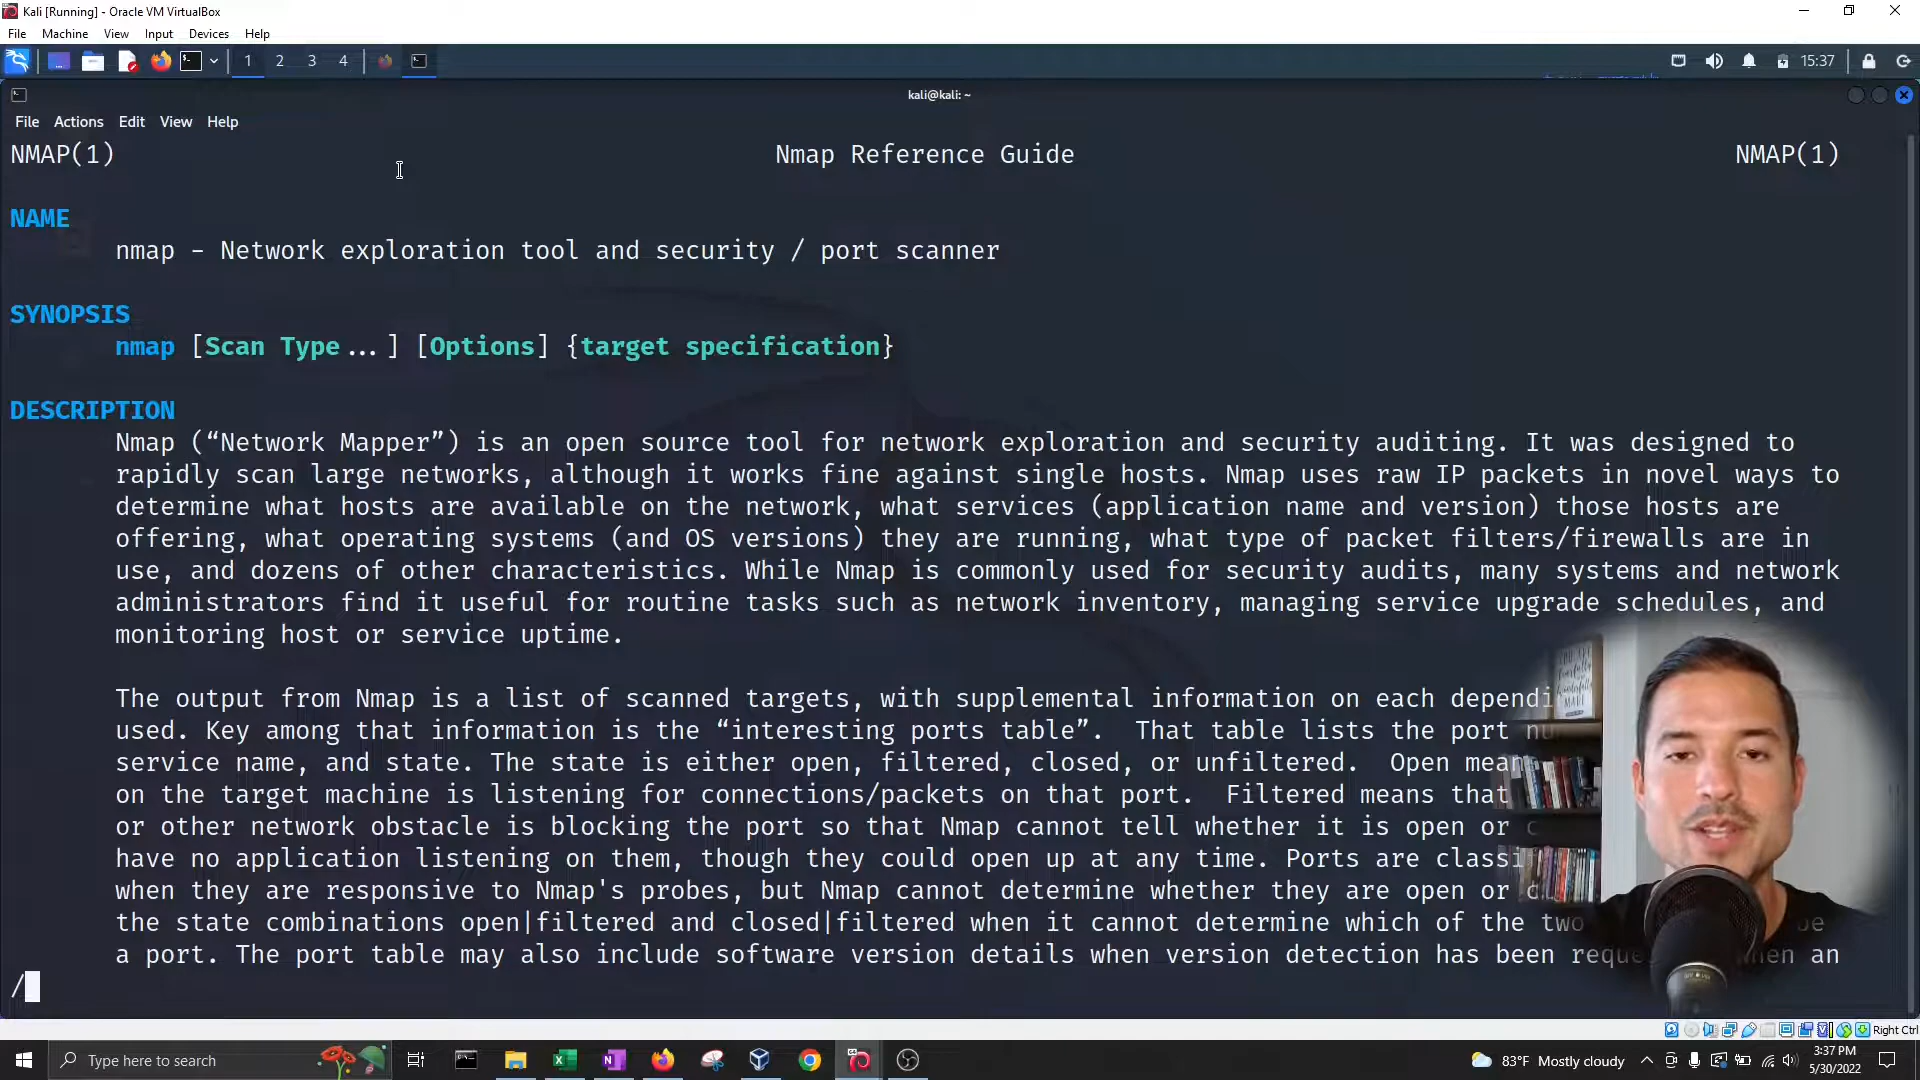 Kali [Running] - Oracle VM VirtualBox
File Machine View Input Devices Help
1 2 3 4 15:37
kali@kali: ~
File Actions Edit View Help
NMAP(1) Nmap Reference Guide NMAP(1)
NAME
nmap - Network exploration tool and security / port scanner
SYNOPSIS
nmap [Scan Type...] [Options] {target specification}
DESCRIPTION
Nmap (“Network Mapper”) is an open source tool for network exploration and security auditing. It was designed to
rapidly scan large networks, although it works fine against single hosts. Nmap uses raw IP packets in novel ways to
determine what hosts are available on the network, what services (application name and version) those hosts are
offering, what operating systems (and OS versions) they are running, what type of packet filters/firewalls are in
use, and dozens of other characteristics. While Nmap is commonly used for security audits, many systems and network
administrators find it useful for routine tasks such as network inventory, managing service upgrade schedules, and
monitoring host or service uptime.
The output from Nmap is a list of scanned targets, with supplemental information on each
used. Key among that information is the “interesting ports table”. That table lists the port
service name, and state. The state is either open, filtered, closed, or unfiltered. Open
on the target machine is listening for connections/packets on that port. Filtered means that
or other network obstacle is blocking the port so that Nmap cannot tell whether it is open or
have no application listening on them, though they could open up at any time. Ports are
when they are responsive to Nmap's probes, but Nmap cannot determine whether they are open or
the state combinations open|filtered and closed|filtered when it cannot determine which of the two
a port. The port table may also include software version details when version detection has been an
/
Right Ctrl
Type here to search 83°F Mostly cloudy 3:37 PM
5/30/2022